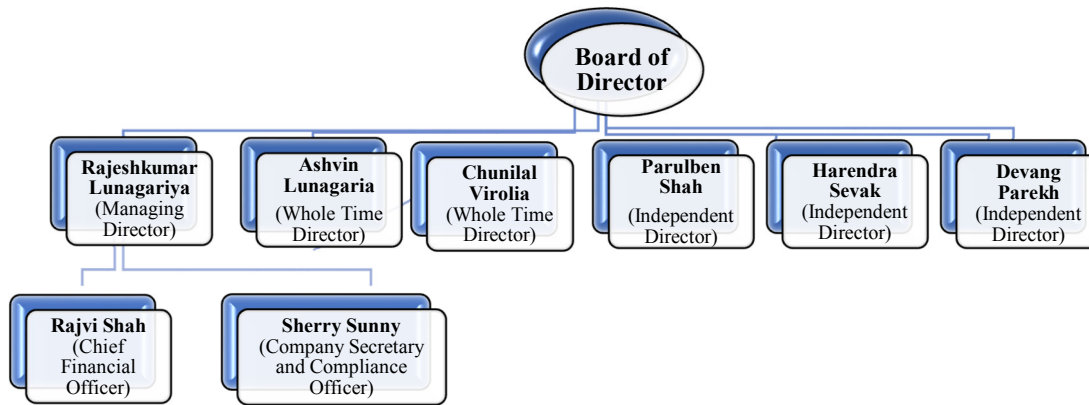 Board of
Director
Rajeshkumar
Lunagariya
(Managing
Director)
Ashvin
Lunagaria
(Whole Time
Director)
Chunilal
Virolia
(Whole Time
Director)
Parulben
Shah
(Independent
Director)
Harendra
Sevak
(Independent
Director)
Devang
Parekh
(Independent
Director)
Rajvi Shah
(Chief
Financial
Officer)
Sherry Sunny
(Company Secretary
and Compliance
Officer)